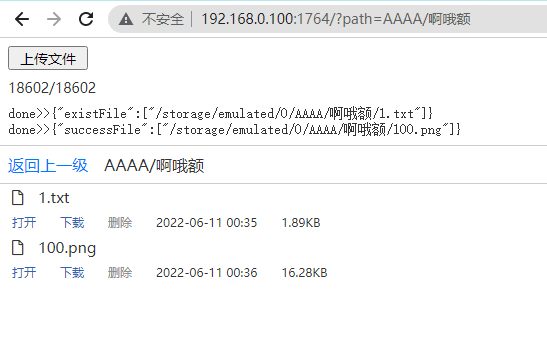 不安全 192.168.0.100:1764/?path=AAAA/啊哦额
上传文件
18602/18602
done>>{"existFile":["/storage/emulated/0/AAAA/啊哦额/1.txt"]}
done>>{"successFile":["/storage/emulated/0/AAAA/啊哦额/100.png"]}
返回上一级 AAAA/啊哦额
1.txt
打开 下载 删除 2022-06-11 00:35 1.89KB
100.png
打开 下载 删除 2022-06-11 00:36 16.28KB